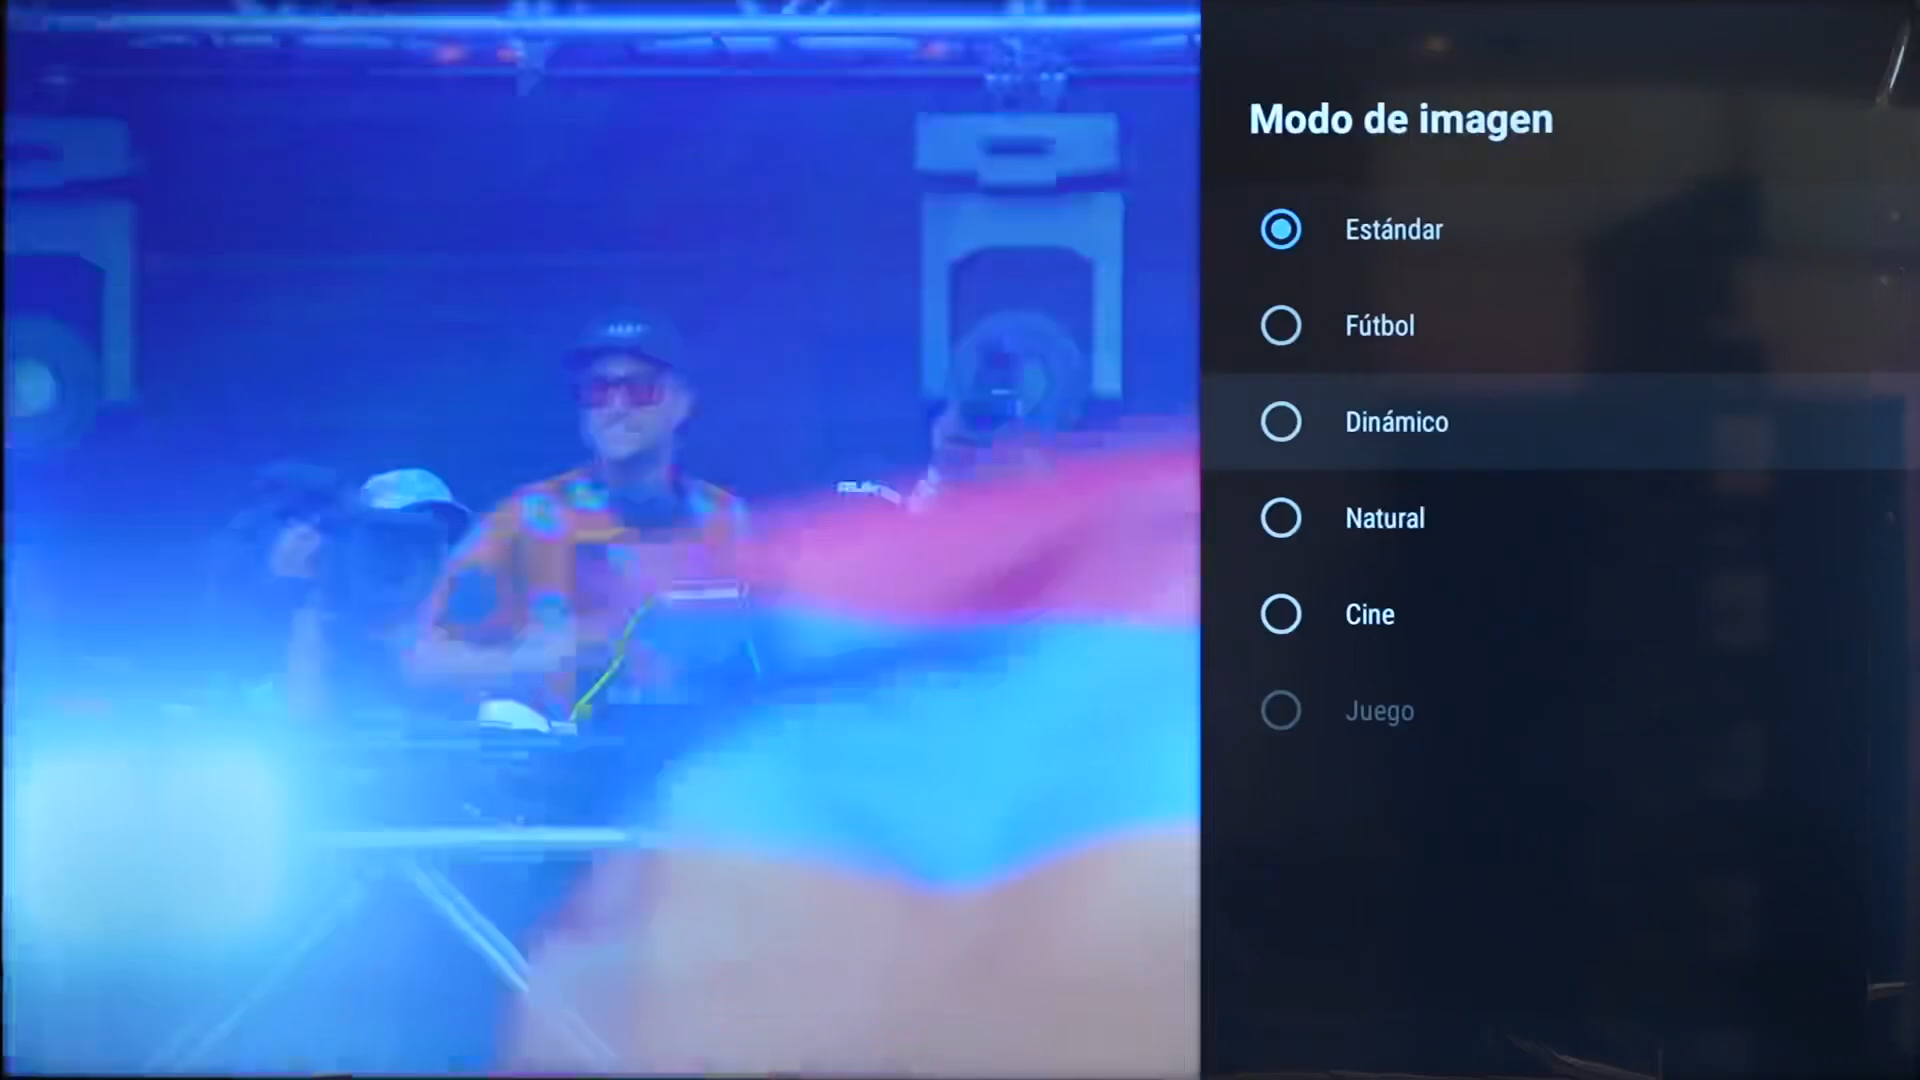 Modo de imagen
Estándar
Fútbol
Dinámico
Natural
Cine
Juego